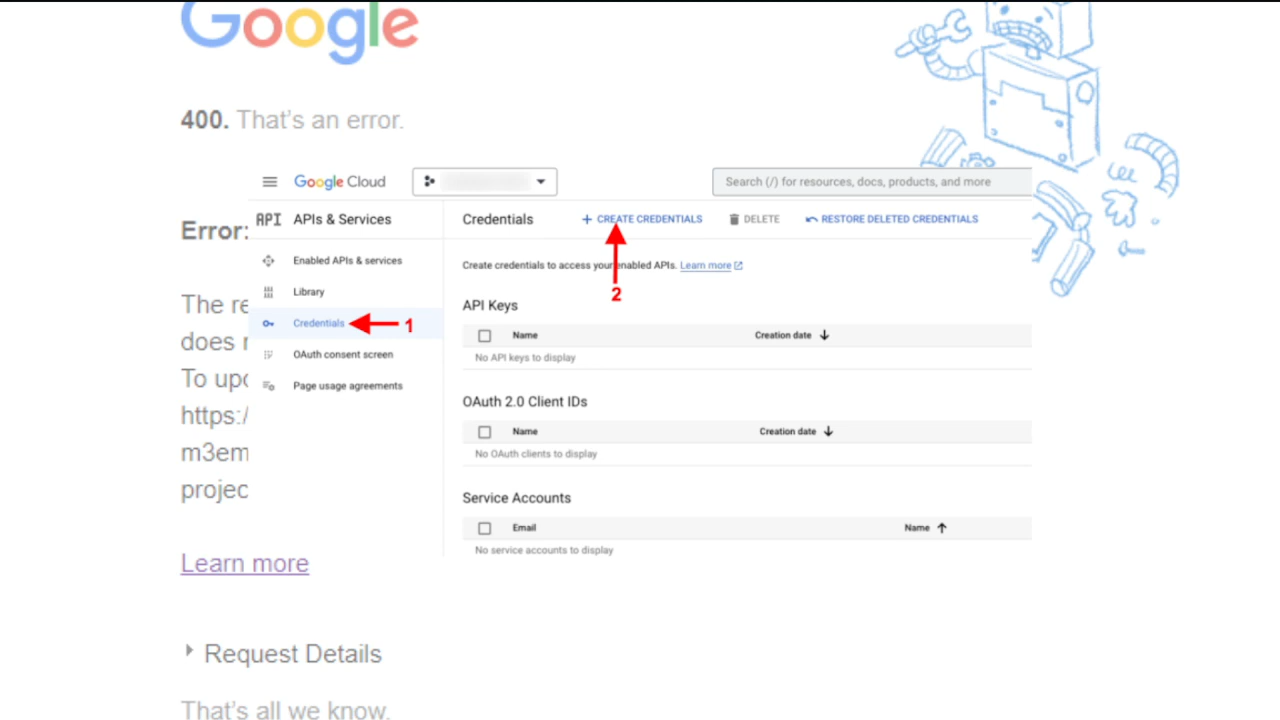 Google
400. That's an error.
Google Cloud
Search (/) for resources, docs, products, and more
API APIs & Services
Credentials
+ CREATE CREDENTIALS
DELETE
RESTORE DELETED CREDENTIALS
Error:
Enabled APIs & services
Create credentials to access your enabled APIs. Learn more
2
Library
The
API Keys
Credentials
1
Name
Creation date
does
OAuth consent screen
No API keys to display
To
Page usage agreements
OAuth 2.0 Client IDs
https:/
Name
Creation date
m3em
No OAuth clients to display
projec
Service Accounts
Email
Name
No service accounts to display
Learn more
Request Details
That's all we know.